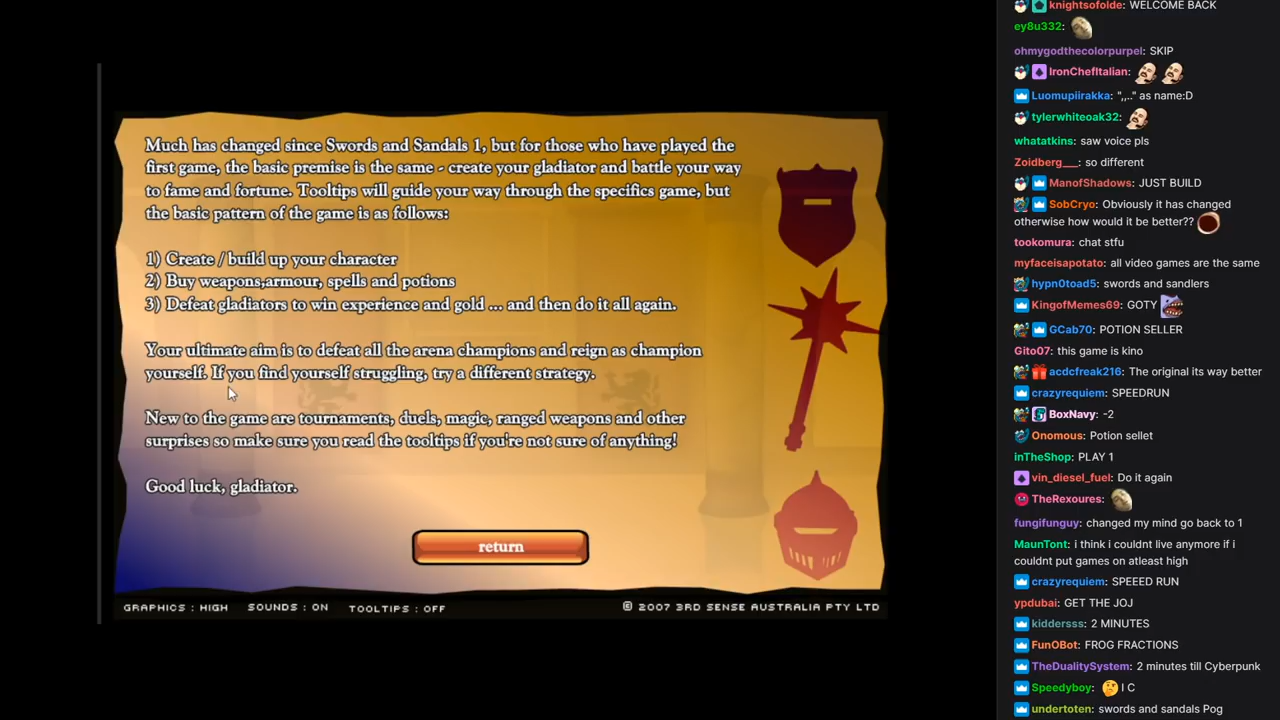 Much has changed since Swords and Sandals 1, but for those who have played the
first game, the basic premise is the same - create your gladiator and battle your way
to fame and fortune. Tooltips will guide your way through the specifics game, but
the basic pattern of the game is as follows:
1) Create / build up your character
2) Buy weapons,armour, spells and potions
3) Defeat gladiators to win experience and gold ... and then do it all again.
Your ultimate aim is to defeat all the arena champions and reign as champion
yourself. If you find yourself struggling, try a different strategy.
New to the game are tournaments, duels, magic, ranged weapons and other
surprises so make sure you read the tooltips if you're not sure of anything!
Good luck, gladiator.
return
GRAPHICS : HIGH SOUNDS : ON TOOLTIPS : OFF © 2007 3RD SENSE AUSTRALIA PTY LTD
knightsofolde: WELCOME BACK
ey8u332:
ohmygodthecolorpurpel: SKIP
IronChefItalian:
Luomupiirakka: ",,.." as name:D
tylerwhiteoak32:
whatatkins: saw voice pls
Zoidberg___: so different
ManofShadows: JUST BUILD
SobCryo: Obviously it has changed
otherwise how would it be better??
tookomura: chat stfu
myfaceisapotato: all video games are the same
hypn0toad5: swords and sandlers
KingofMemes69: GOTY
GCab70: POTION SELLER
Gito07: this game is kino
acdcfreak216: The original its way better
crazyrequiem: SPEEDRUN
BoxNavy: -2
Onomous: Potion sellet
inTheShop: PLAY 1
vin_diesel_fuel: Do it again
TheRexoures:
fungifunguy: changed my mind go back to 1
MaunTont: i think i couldnt live anymore if i
couldnt put games on atleast high
crazyrequiem: SPEEED RUN
ypdubai: GET THE JOJ
kiddersss: 2 MINUTES
FunOBot: FROG FRACTIONS
TheDualitySystem: 2 minutes till Cyberpunk
Speedyboy: I C
undertoten: swords and sandals Pog